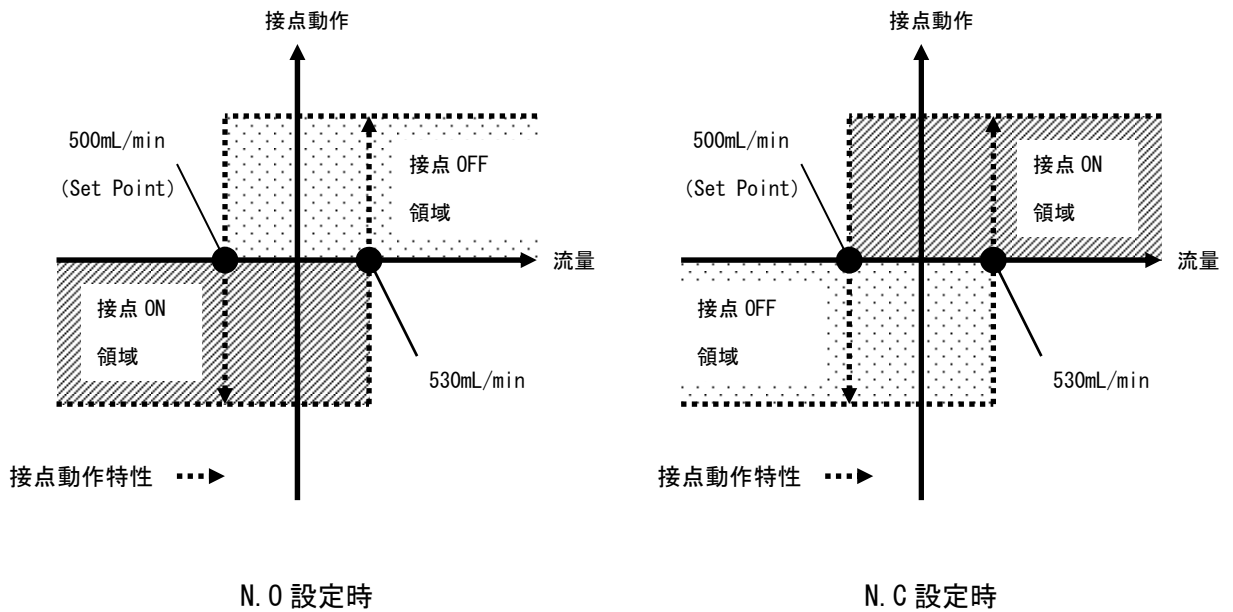 接点動作
500mL/min
(Set Point)
接点 OFF
領域
流量
接点 ON
領域
530mL/min
接点動作特性
N.O 設定時
接点動作
500mL/min
(Set Point)
接点 ON
領域
流量
接点 OFF
領域
530mL/min
接点動作特性
N.C 設定時